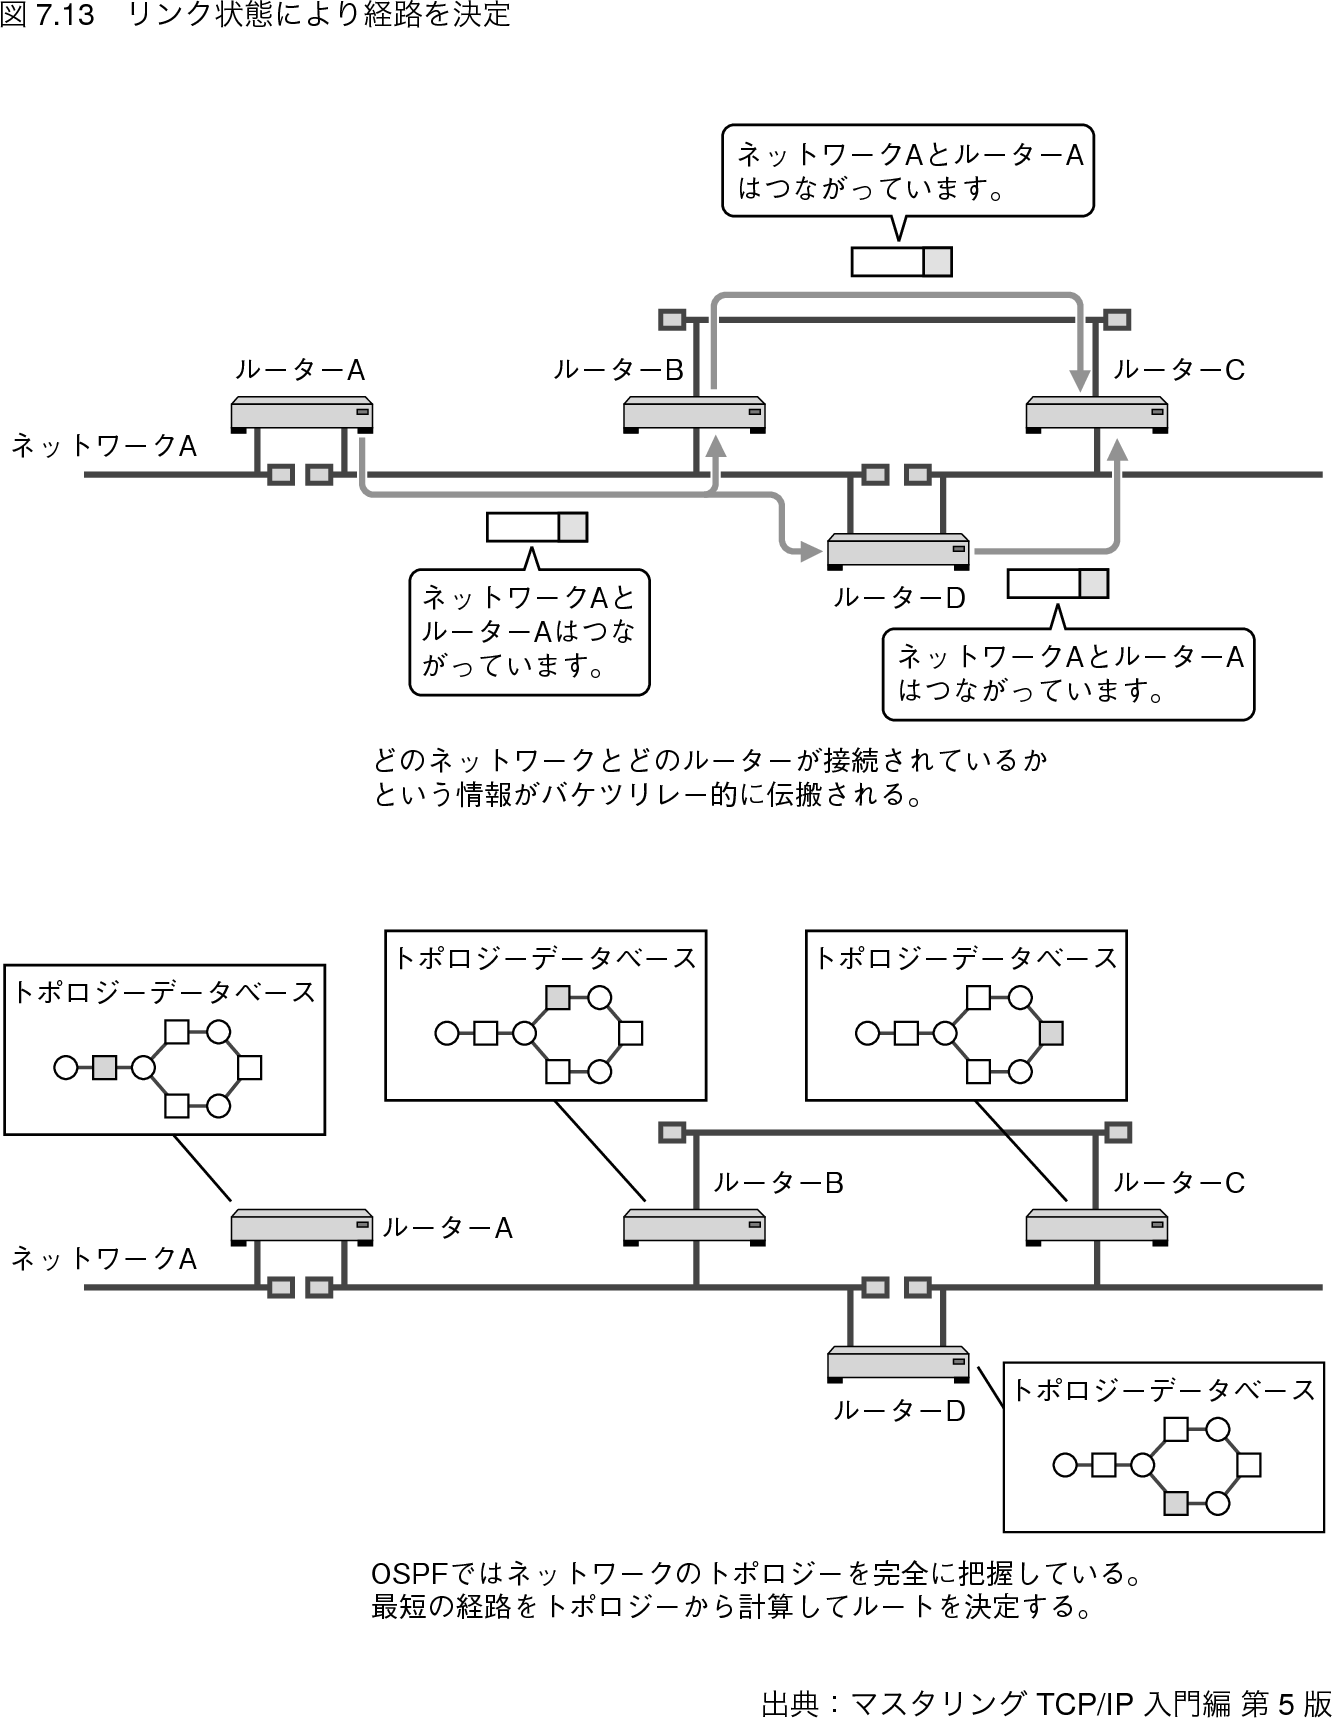 図 7.13　リンク状態により経路を決定
ネットワークAとルーターA
はつながっています。
ルーターA
ルーターB
ルーターC
ネットワークA
ネットワークAと
ルーターAはつな
がっています。
ルーターD
ネットワークAとルーターA
はつながっています。
どのネットワークとどのルーターが接続されているか
という情報がバケツリレー的に伝搬される。
トポロジーデータベース
トポロジーデータベース
トポロジーデータベース
ルーターB
ルーターC
ルーターA
ネットワークA
トポロジーデータベース
ルーターD
OSPFではネットワークのトポロジーを完全に把握している。
最短の経路をトポロジーから計算してルートを決定する。
出典：マスタリング TCP/IP 入門編 第 5 版